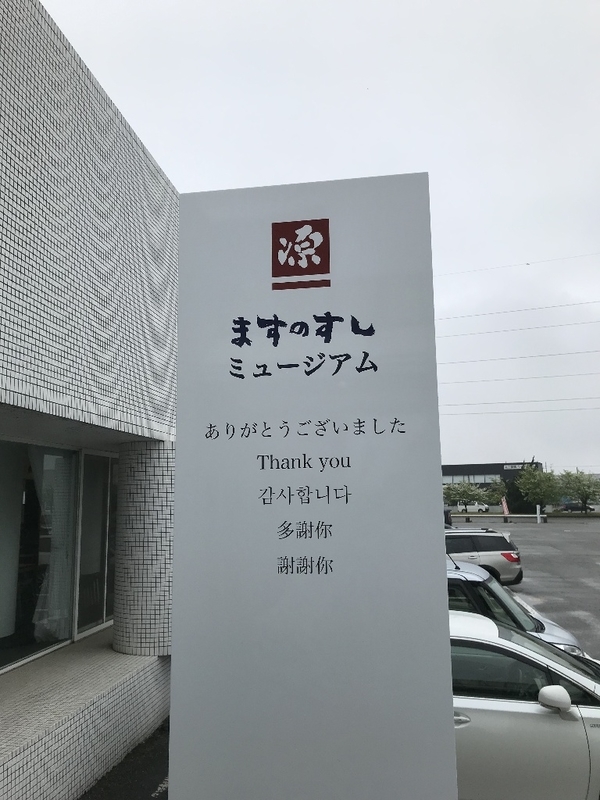 源
ますのすし
ミュージアム
ありがとうございました
Thank you
감사합니다
多謝你
謝謝你